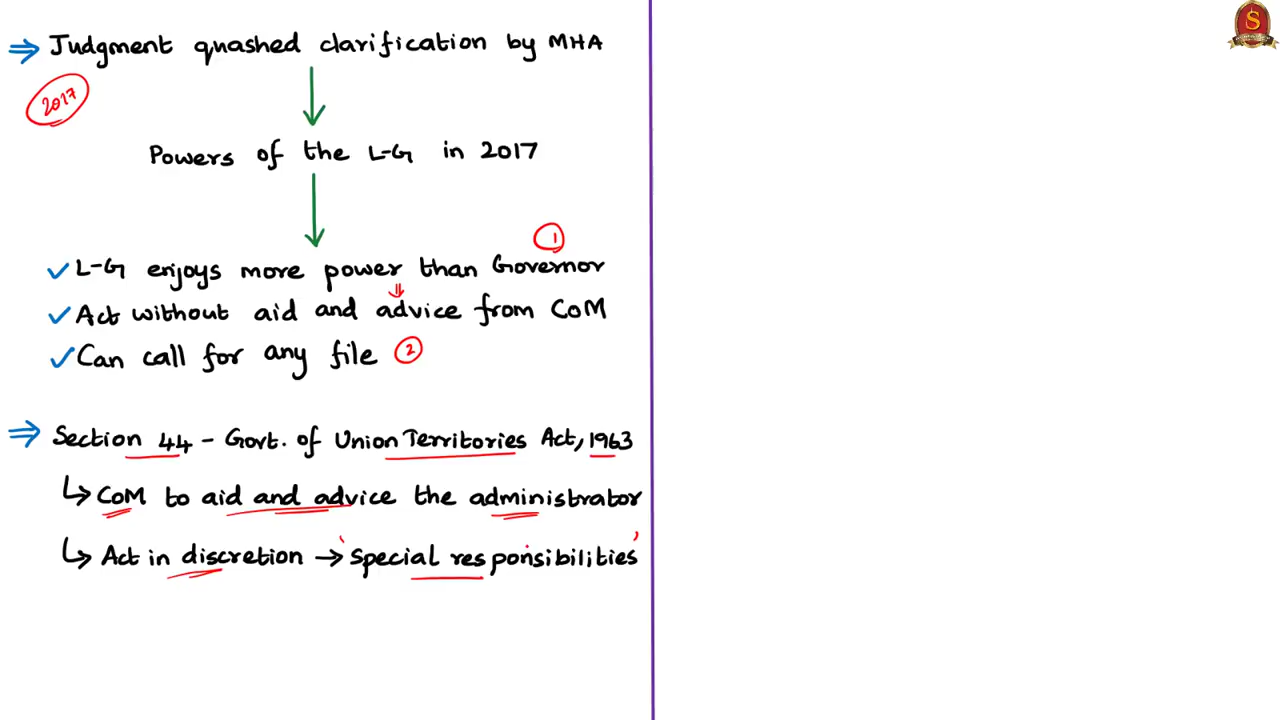 ⇒ Judgment quashed clarification by MHA
2017
↓
Powers of the L-G in 2017
↓
1
✓ L-G enjoys more power than Governor
✓ Act without aid and advice from CoM
✓ Can call for any file 2
⇒ Section 44 - Govt. of Union Territories Act, 1963
↳ CoM to aid and advice the administrator
↳ Act in discretion → 'Special responsibilities'
S